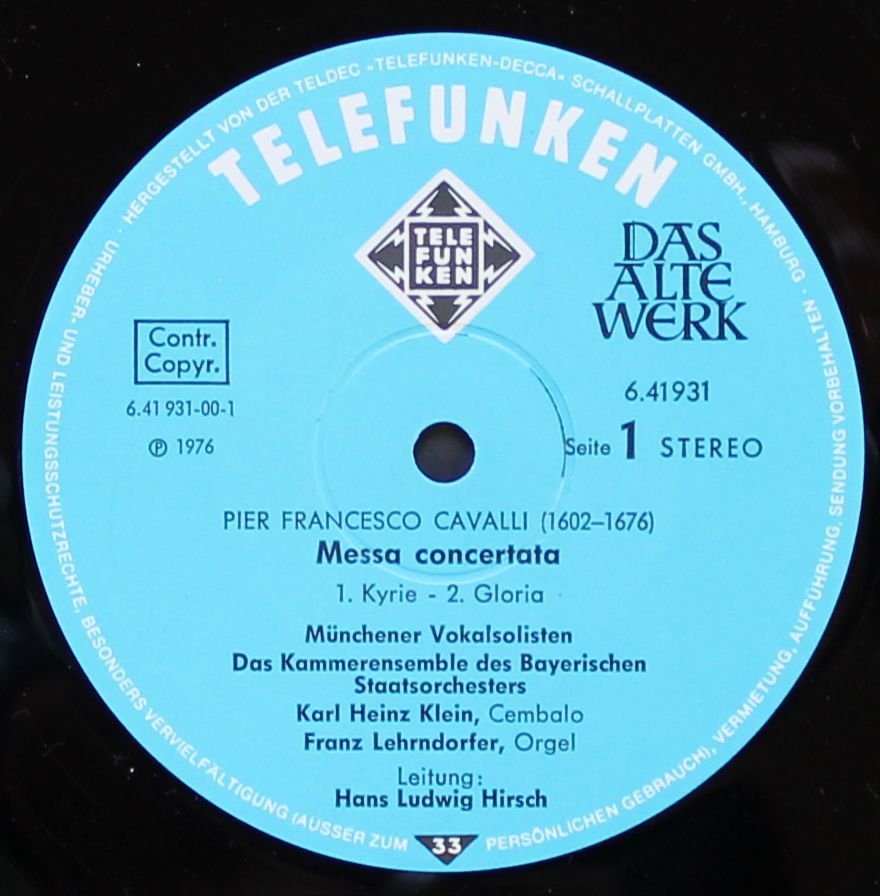 HERGESTELLT VON DER TELDEC »TELEFUNKEN-DECCA« SCHALLPLATTEN GMBH., HAMBURG · URHEBER- UND LEISTUNGSSCHUTZRECHTE, BESONDERS VERVIELFÄLTIGUNG (AUSSER ZUM PERSÖNLICHEN GEBRAUCH), VERMIETUNG, AUFFÜHRUNG, SENDUNG VORBEHALTEN ·
TELEFUNKEN
TELE
FUN
KEN
DAS
ALTE
WERK
Contr.
Copyr.
6.41931
6.41 931-00-1
℗ 1976
Seite 1 STEREO
PIER FRANCESCO CAVALLI (1602–1676)
Messa concertata
1. Kyrie - 2. Gloria
Münchener Vokalsolisten
Das Kammerensemble des Bayerischen
Staatsorchesters
Karl Heinz Klein, Cembalo
Franz Lehrndorfer, Orgel
Leitung:
Hans Ludwig Hirsch
33